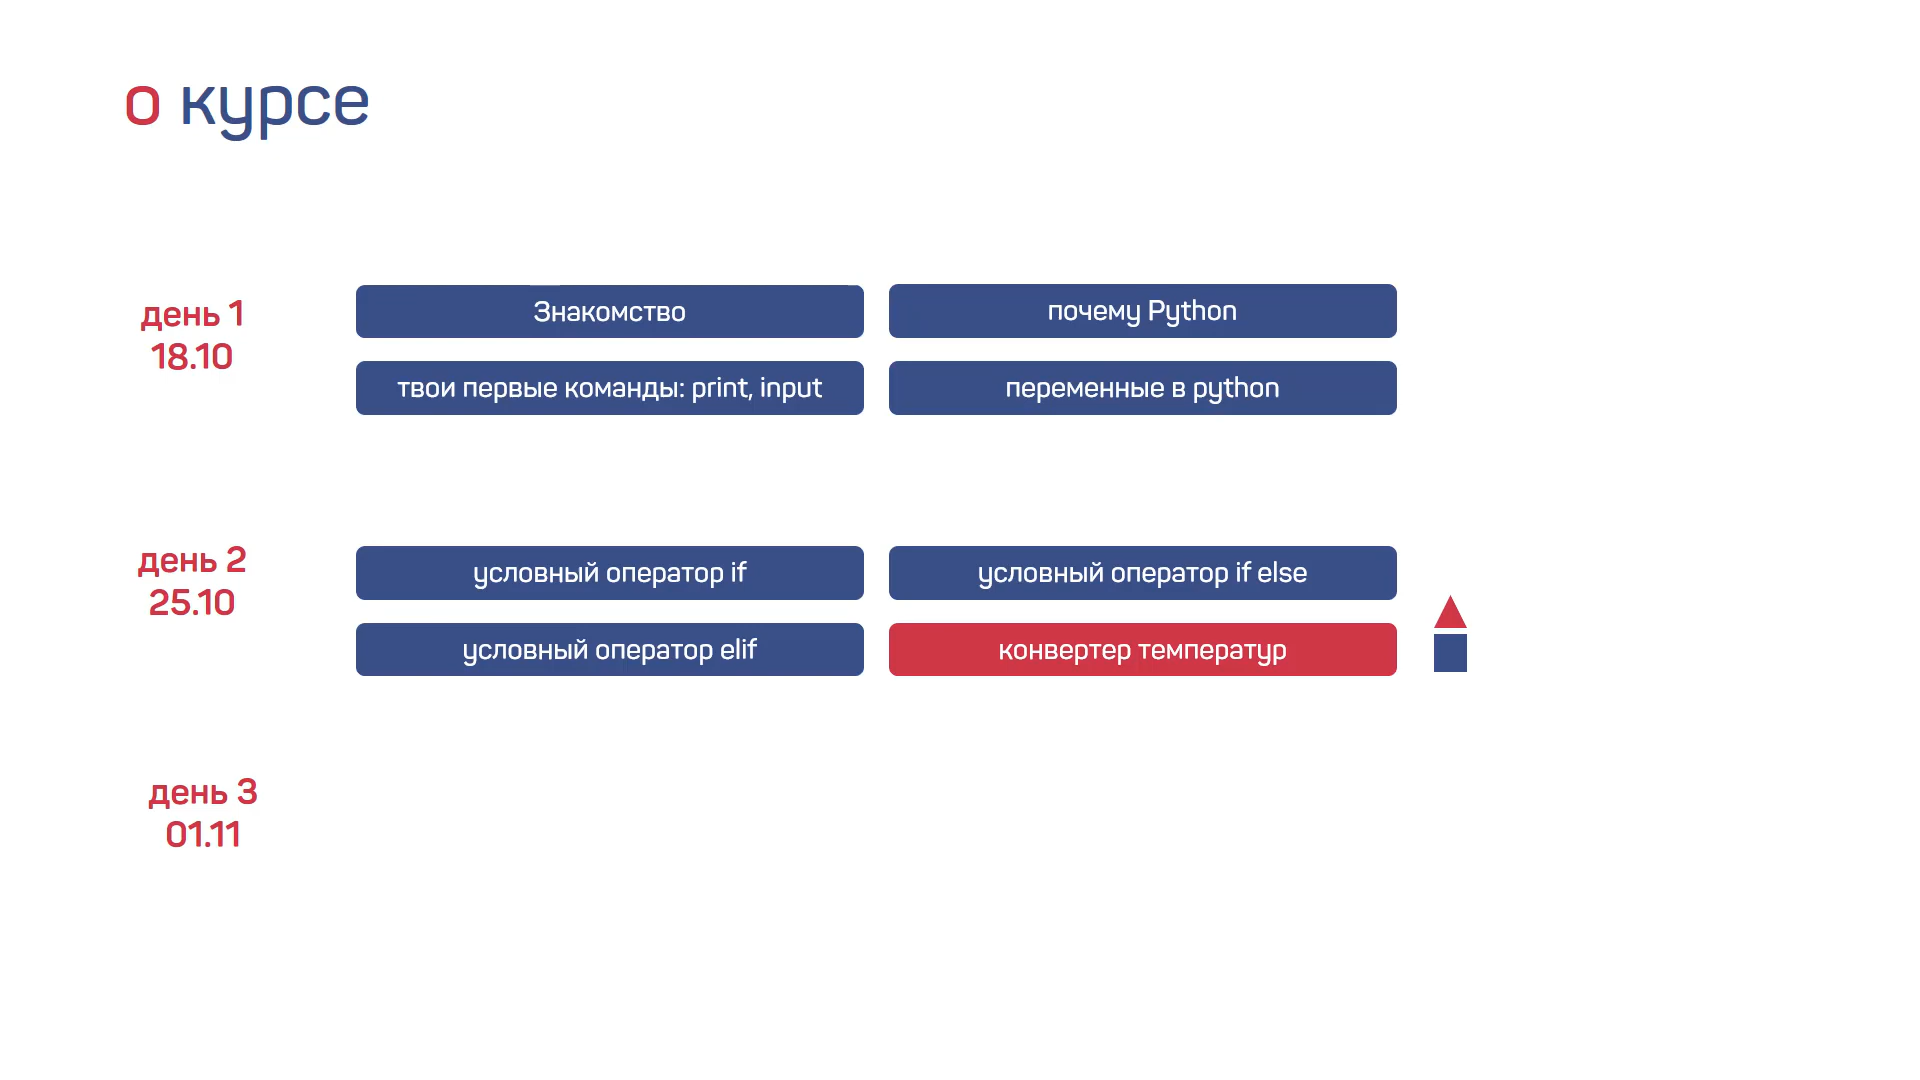 о курсе
день 1
18.10
Знакомство
почему Python
твои первые команды: print, input
переменные в python
день 2
25.10
условный оператор if
условный оператор if else
условный оператор elif
конвертер температур
день 3
01.11